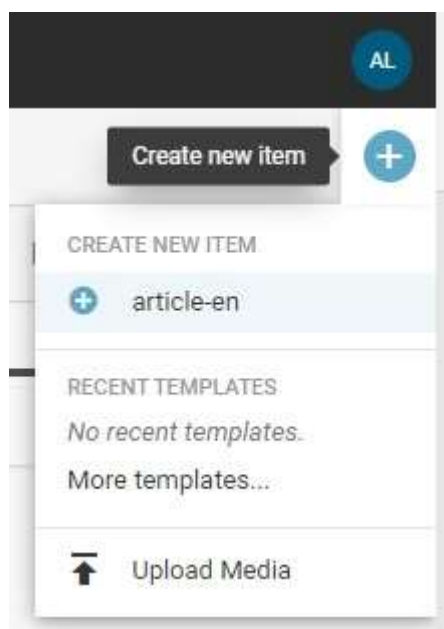 AL
Create new item
CREATE NEW ITEM
article-en
RECENT TEMPLATES
No recent templates.
More templates...
Upload Media